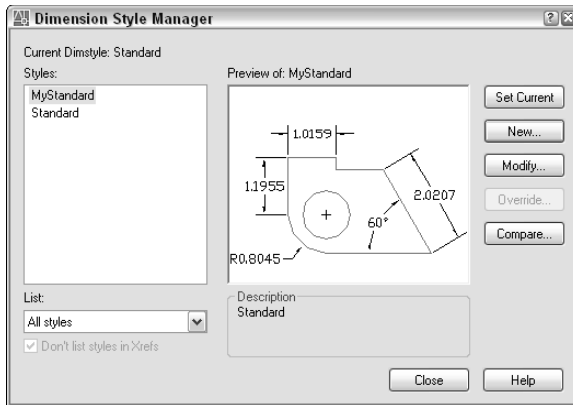 Dimension Style Manager
Current Dimstyle: Standard
Styles:
MyStandard
Standard
List:
All styles
Don't list styles in Xrefs
Preview of: MyStandard
1.0159
1.1955
2.0207
60°
R0.8045
Description
Standard
Set Current
New...
Modify...
Override...
Compare...
Close
Help